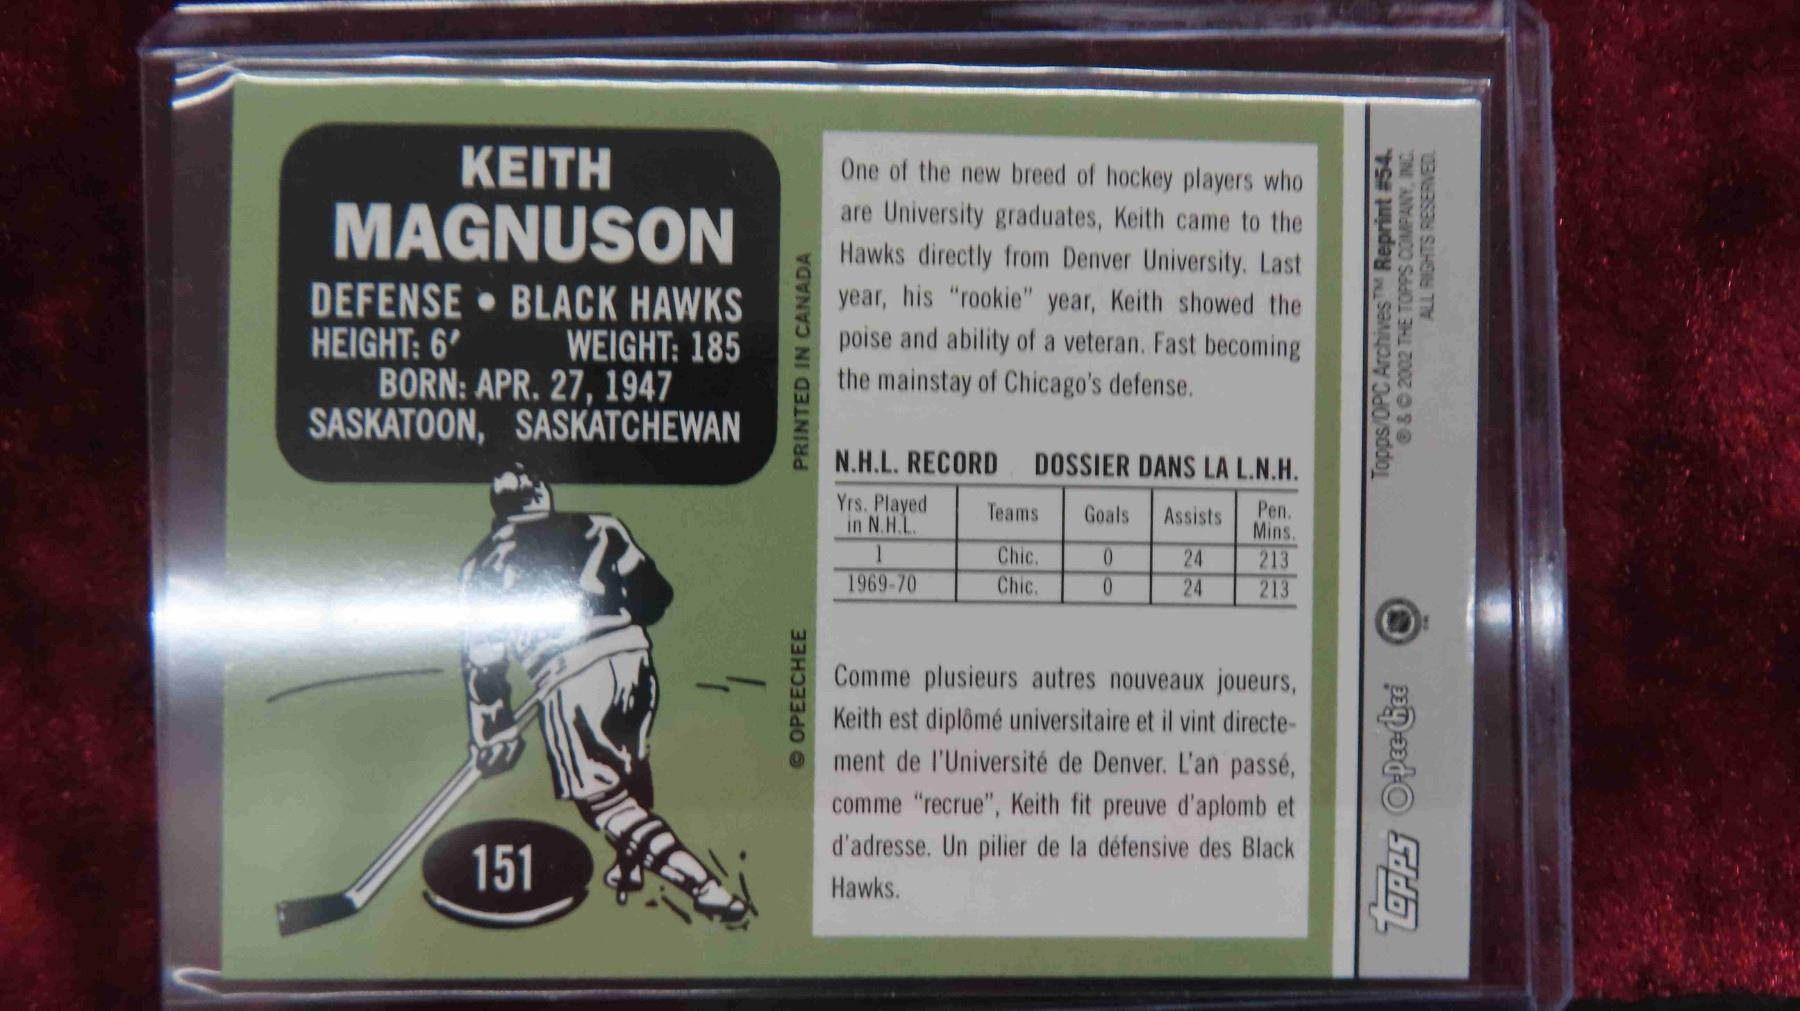 KEITH
MAGNUSON
DEFENSE • BLACK HAWKS
HEIGHT: 6′ WEIGHT: 185
BORN: APR. 27, 1947
SASKATOON, SASKATCHEWAN
151
PRINTED IN CANADA
© OPEECHEE
One of the new breed of hockey players who
are University graduates, Keith came to the
Hawks directly from Denver University. Last
year, his “rookie” year, Keith showed the
poise and ability of a veteran. Fast becoming
the mainstay of Chicago’s defense.
N.H.L. RECORD DOSSIER DANS LA L.N.H.
Yrs. Played in N.H.L. Teams Goals Assists Pen. Mins.
1 Chic. 0 24 213
1969-70 Chic. 0 24 213
Comme plusieurs autres nouveaux joueurs,
Keith est diplômé universitaire et il vint directe-
ment de l’Université de Denver. L’an passé,
comme “recrue”, Keith fit preuve d’aplomb et
d’adresse. Un pilier de la défensive des Black
Hawks.
Topps/OPC Archives™ Reprint #54.
® & © 2002 THE TOPPS COMPANY, INC.
ALL RIGHTS RESERVED.
TOPPS O-Pee-Chee